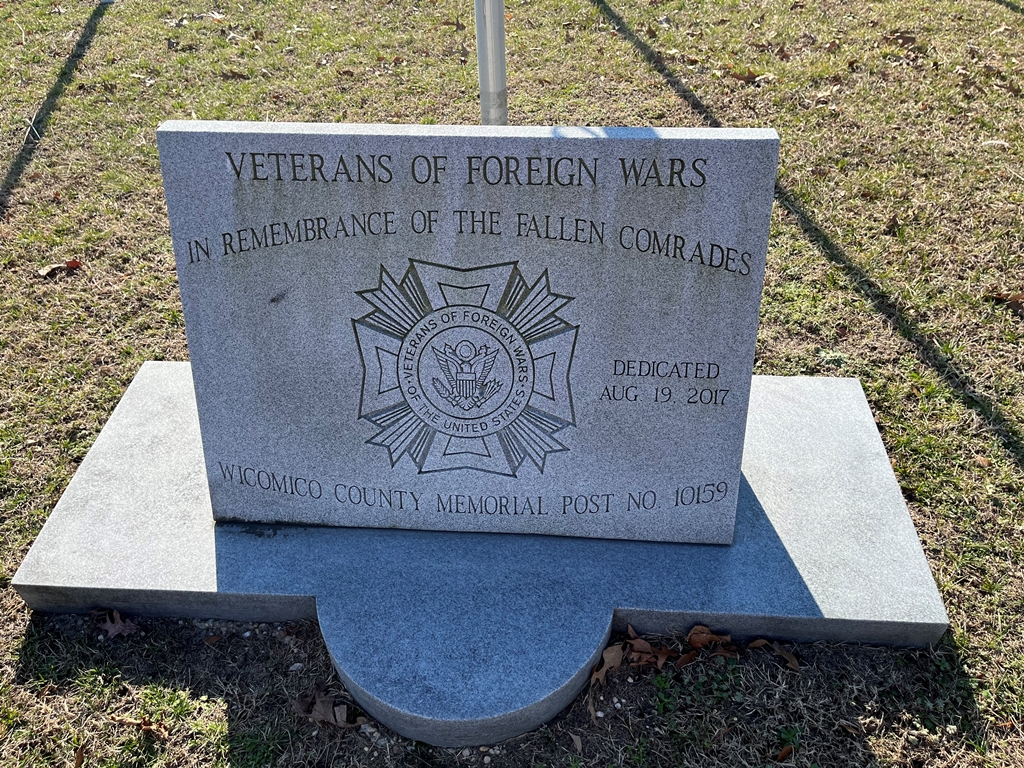 VETERANS OF FOREIGN WARS
IN REMEMBRANCE OF THE FALLEN COMRADES
VETERANS OF FOREIGN WARS
OF THE UNITED STATES
DEDICATED
AUG. 19, 2017
WICOMICO COUNTY MEMORIAL POST NO. 10159